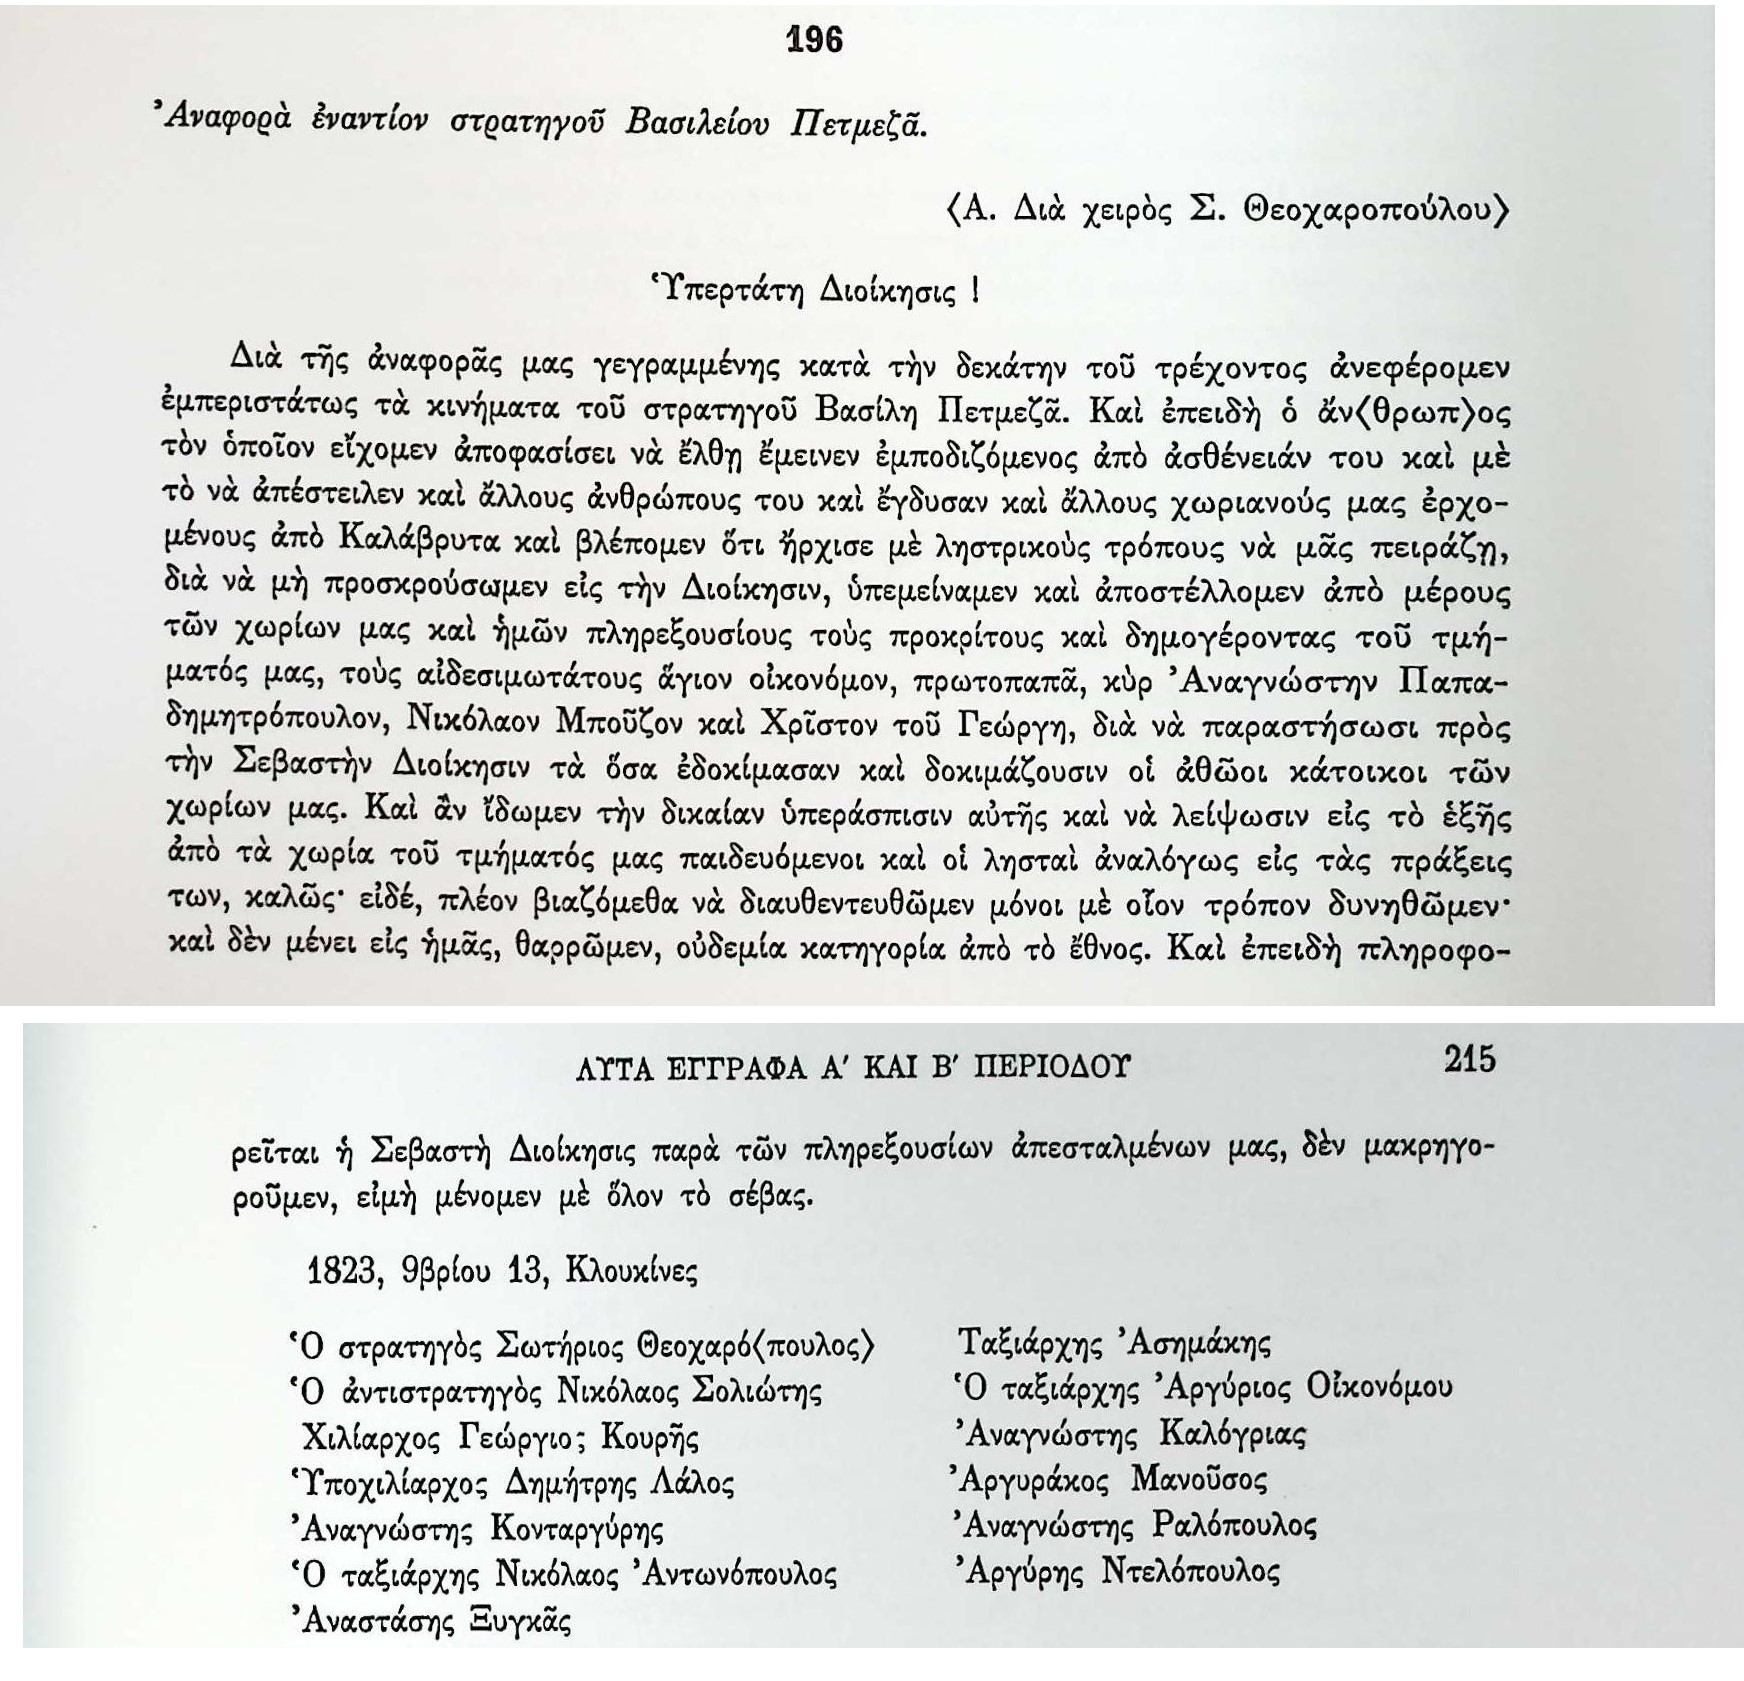 196
Ἀναφορὰ ἐναντίον στρατηγοῦ Βασιλείου Πετμεζᾶ.
⟨Α. Διὰ χειρὸς Σ. Θεοχαροπούλου⟩
Ὑπερτάτη Διοίκησις !
Διὰ τῆς ἀναφορᾶς μας γεγραμμένης κατὰ τὴν δεκάτην τοῦ τρέχοντος ἀνεφέρομεν
ἐμπεριστάτως τὰ κινήματα τοῦ στρατηγοῦ Βασίλη Πετμεζᾶ. Καὶ ἐπειδὴ ὁ ἄν⟨θρωπ⟩ος
τὸν ὁποῖον εἴχομεν ἀποφασίσει νὰ ἔλθῃ ἔμεινεν ἐμποδιζόμενος ἀπὸ ἀσθένειάν του καὶ μὲ
τὸ νὰ ἀπέστειλεν καὶ ἄλλους ἀνθρώπους του καὶ ἔγδυσαν καὶ ἄλλους χωριανούς μας ἐρχο-
μένους ἀπὸ Καλάβρυτα καὶ βλέπομεν ὅτι ἤρχισε μὲ ληστρικοὺς τρόπους νὰ μᾶς πειράζῃ,
διὰ νὰ μὴ προσκρούσωμεν εἰς τὴν Διοίκησιν, ὑπεμείναμεν καὶ ἀποστέλλομεν ἀπὸ μέρους
τῶν χωρίων μας καὶ ἡμῶν πληρεξουσίους τοὺς προκρίτους καὶ δημογέροντας τοῦ τμή-
ματός μας, τοὺς αἰδεσιμωτάτους ἅγιον οἰκονόμον, πρωτοπαπᾶ, κὺρ Ἀναγνώστην Παπα-
δημητρόπουλον, Νικόλαον Μποῦζον καὶ Χρῖστον τοῦ Γεώργη, διὰ νὰ παραστήσωσι πρὸς
τὴν Σεβαστὴν Διοίκησιν τὰ ὅσα ἐδοκίμασαν καὶ δοκιμάζουσιν οἱ ἀθῶοι κάτοικοι τῶν
χωρίων μας. Καὶ ἂν ἴδωμεν τὴν δικαίαν ὑπεράσπισιν αὐτῆς καὶ νὰ λείψωσιν εἰς τὸ ἑξῆς
ἀπὸ τὰ χωρία τοῦ τμήματός μας παιδευόμενοι καὶ οἱ λησταὶ ἀναλόγως εἰς τὰς πράξεις
των, καλῶς· εἰδέ, πλέον βιαζόμεθα νὰ διαυθεντευθῶμεν μόνοι μὲ οἷον τρόπον δυνηθῶμεν·
καὶ δὲν μένει εἰς ἡμᾶς, θαρρῶμεν, οὐδεμία κατηγορία ἀπὸ τὸ ἔθνος. Καὶ ἐπειδὴ πληροφο-
ΛΥΤΑ ΕΓΓΡΑΦΑ Α′ ΚΑΙ Β′ ΠΕΡΙΟΔΟΥ 215
ρεῖται ἡ Σεβαστὴ Διοίκησις παρὰ τῶν πληρεξουσίων ἀπεσταλμένων μας, δὲν μακρηγο-
ροῦμεν, εἰμὴ μένομεν μὲ ὅλον τὸ σέβας.
1823, 9βρίου 13, Κλουκίνες
Ὁ στρατηγὸς Σωτήριος Θεοχαρό⟨πουλος⟩
Ὁ ἀντιστρατηγὸς Νικόλαος Σολιώτης
Χιλίαρχος Γεώργιο; Κουρῆς
Ὑποχιλίαρχος Δημήτρης Λάλος
Ἀναγνώστης Κονταργύρης
Ὁ ταξιάρχης Νικόλαος Ἀντωνόπουλος
Ἀναστάσης Ξυγκᾶς
Ταξιάρχης Ἀσημάκης
Ὁ ταξιάρχης Ἀργύριος Οἰκονόμου
Ἀναγνώστης Καλόγριας
Ἀργυράκος Μανοῦσος
Ἀναγνώστης Ραλόπουλος
Ἀργύρης Ντελόπουλος